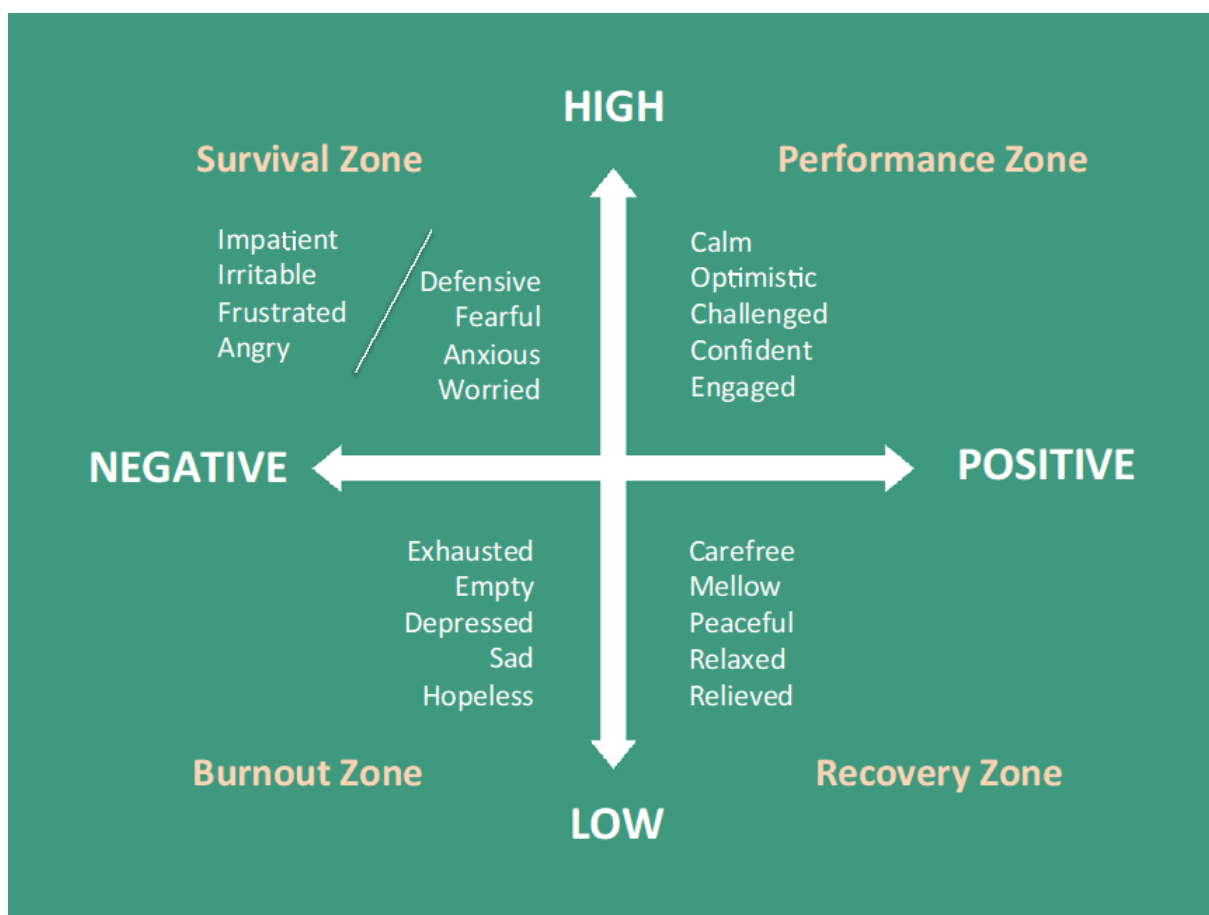 HIGH
Survival Zone
Performance Zone
Impatient
Irritable
Frustrated
Angry
Defensive
Fearful
Anxious
Worried
Calm
Optimistic
Challenged
Confident
Engaged
NEGATIVE
POSITIVE
Exhausted
Empty
Depressed
Sad
Hopeless
Carefree
Mellow
Peaceful
Relaxed
Relieved
Burnout Zone
Recovery Zone
LOW